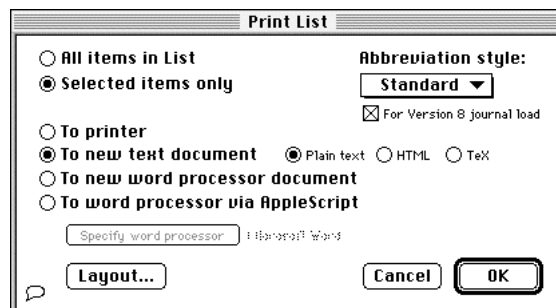 Print List
All items in List
Abbreviation style:
Selected items only
Standard
For Version 8 journal load
To printer
To new text document Plain text HTML TeX
To new word processor document
To word processor via AppleScript
Specify word processor Microsoft Word
Layout...
Cancel
OK